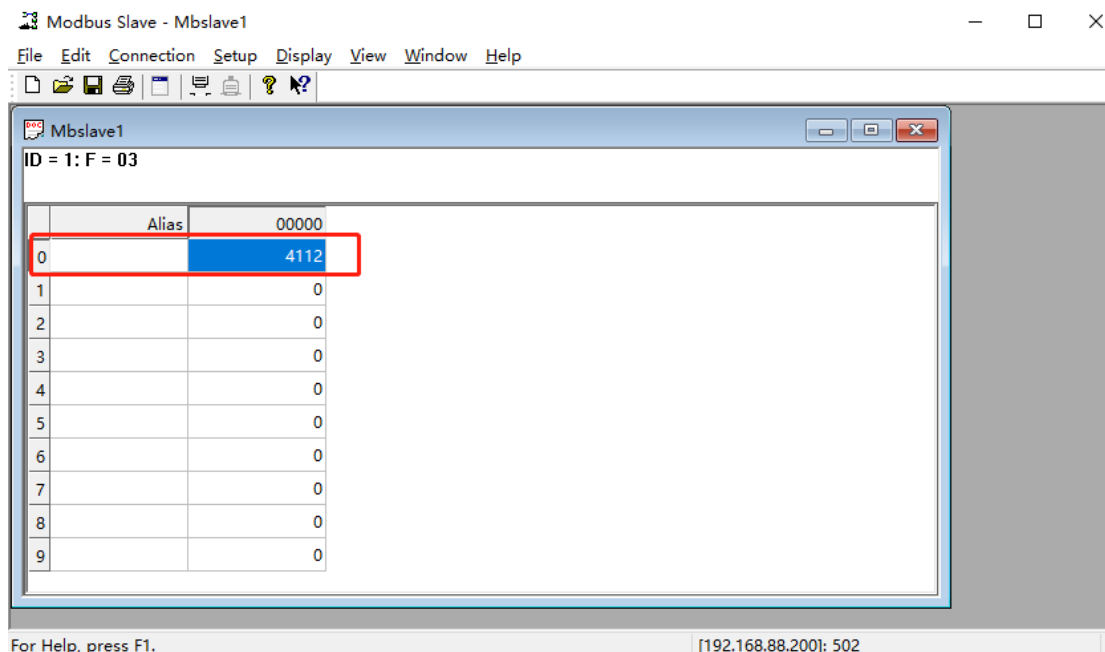 Modbus Slave - Mbslave1
File Edit Connection Setup Display View Window Help
Mbslave1
ID = 1: F = 03
Alias 00000
0 4112
1 0
2 0
3 0
4 0
5 0
6 0
7 0
8 0
9 0
For Help, press F1. [192.168.88.200]: 502